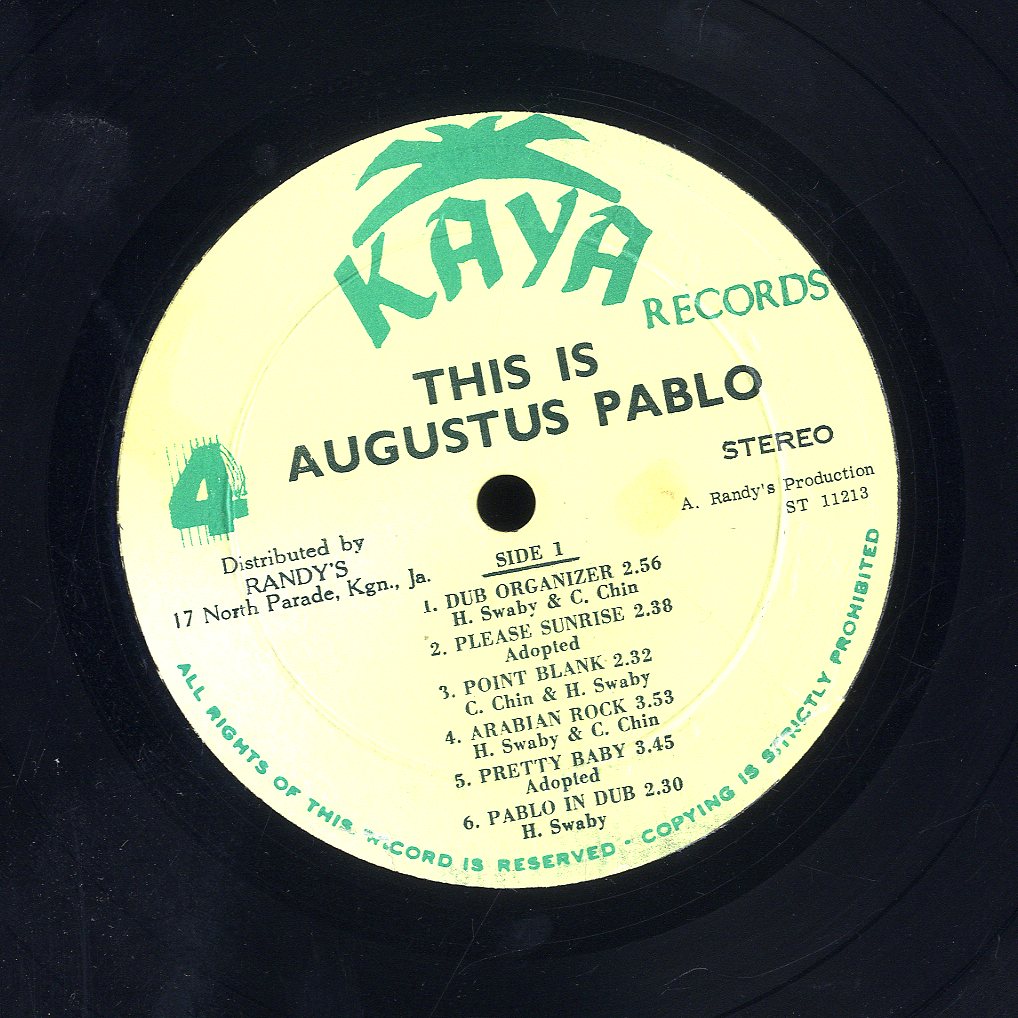 KAYA
RECORDS
THIS IS
AUGUSTUS PABLO
STEREO
4
A. Randy's Production
ST 11213
Distributed by
RANDY'S
17 North Parade, Kgn., Ja.
SIDE 1
1. DUB ORGANIZER 2.56
H. Swaby & C. Chin
2. PLEASE SUNRISE 2.38
Adopted
3. POINT BLANK 2.32
C. Chin & H. Swaby
4. ARABIAN ROCK 3.53
H. Swaby & C. Chin
5. PRETTY BABY 3.45
Adopted
6. PABLO IN DUB 2.30
H. Swaby
ALL RIGHTS OF THIS RECORD IS RESERVED - COPYING IS STRICTLY PROHIBITED